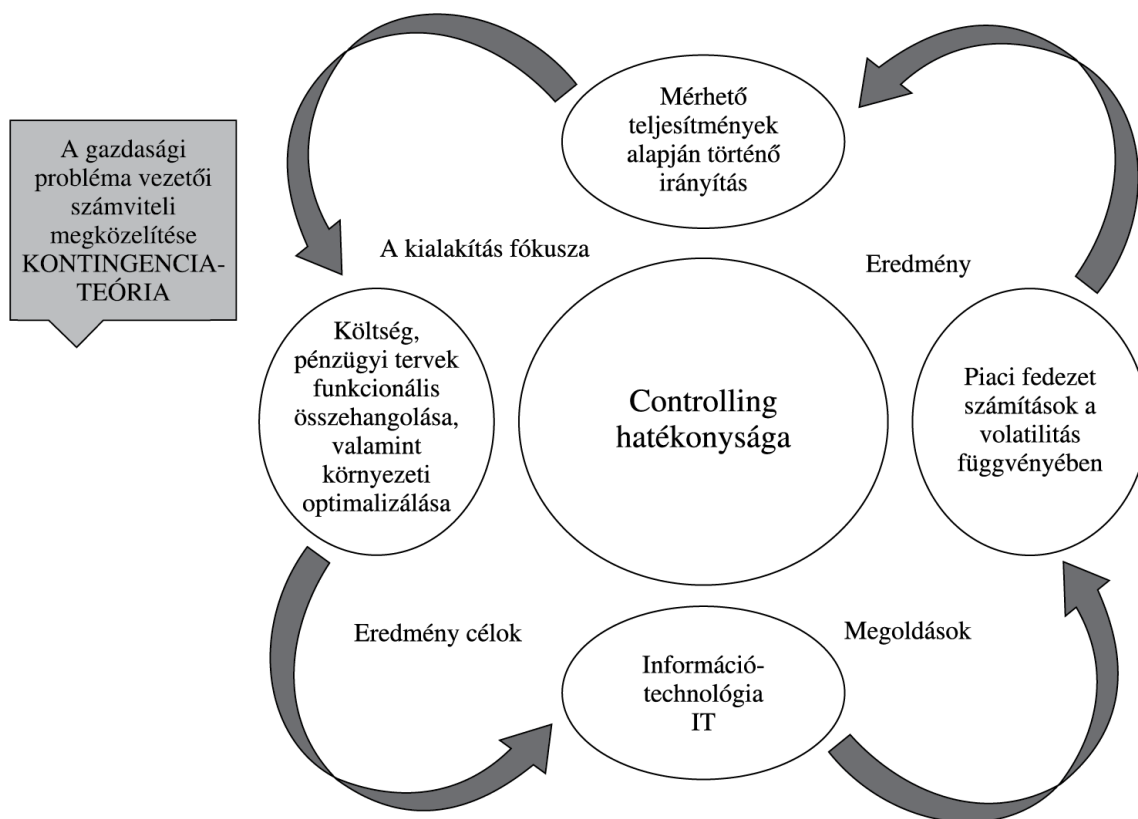 Mérhető
teljesítmények
alapján történő
irányítás
A gazdasági
probléma vezetői
számviteli
megközelítése
KONTINGENCIA-
TEÓRIA
A kialakítás fókusza
Eredmény
Költség,
pénzügyi tervek
funkcionális
összehangolása,
valamint
környezeti
optimalizálása
Controlling
hatékonysága
Piaci fedezet
számítások a
volatilitás
függvényében
Eredmény célok
Megoldások
Információ-
technológia
IT